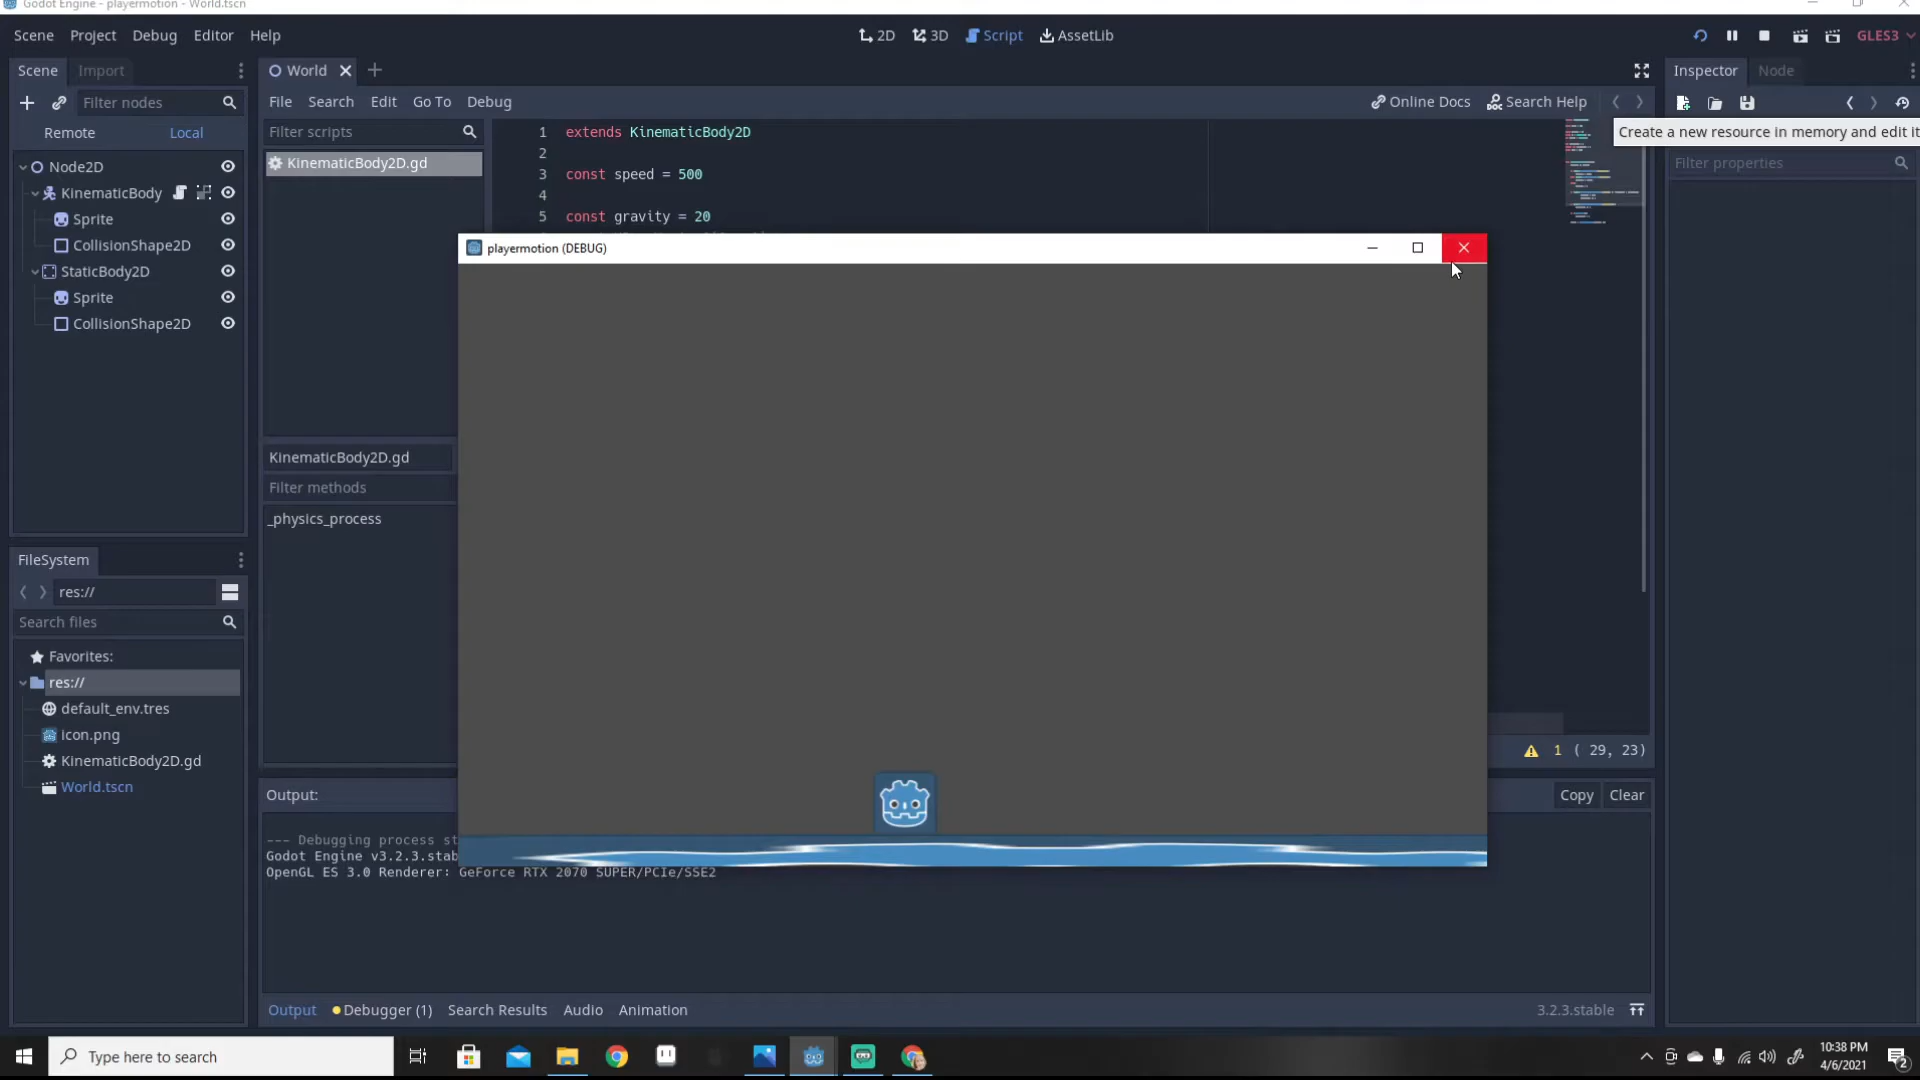 Godot Engine - playermotion - World.tscn
Scene Project Debug Editor Help
2D 3D Script AssetLib
GLES3
Scene Import
World
Inspector Node
Filter nodes
File Search Edit Go To Debug
Online Docs Search Help
Remote Local
Filter scripts
1 extends KinematicBody2D
Create a new resource in memory and edit it
2
Node2D
KinematicBody2D.gd
3 const speed = 500
Filter properties
KinematicBody
4
Sprite
5 const gravity = 20
CollisionShape2D
playermotion (DEBUG)
StaticBody2D
Sprite
CollisionShape2D
KinematicBody2D.gd
Filter methods
_physics_process
FileSystem
res://
Search files
Favorites:
res://
default_env.tres
icon.png
KinematicBody2D.gd
World.tscn
1 ( 29, 23)
Output:
Copy Clear
--- Debugging process st
Godot Engine v3.2.3.stab
OpenGL ES 3.0 Renderer: GeForce RTX 2070 SUPER/PCIe/SSE2
Output Debugger (1) Search Results Audio Animation
3.2.3.stable
Type here to search
10:38 PM
4/6/2021
2